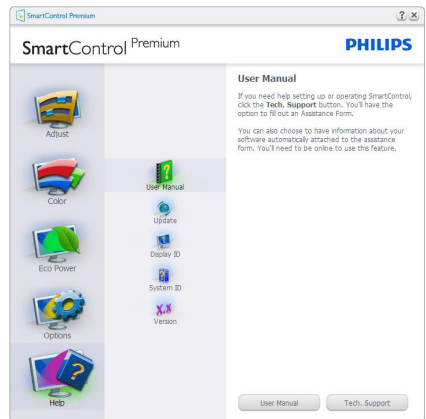 SmartControl Premium
SmartControl Premium
PHILIPS
Adjust
Color
Eco Power
Options
Help
User Manual
Update
Display ID
System ID
X.X
Version
User Manual
If you need help setting up or operating SmartControl,
click the Tech. Support button. You'll have the
option to fill out an Assistance Form.
You can also choose to have information about your
software automatically attached to the assistance
form. You'll need to be online to use this feature.
User Manual
Tech. Support